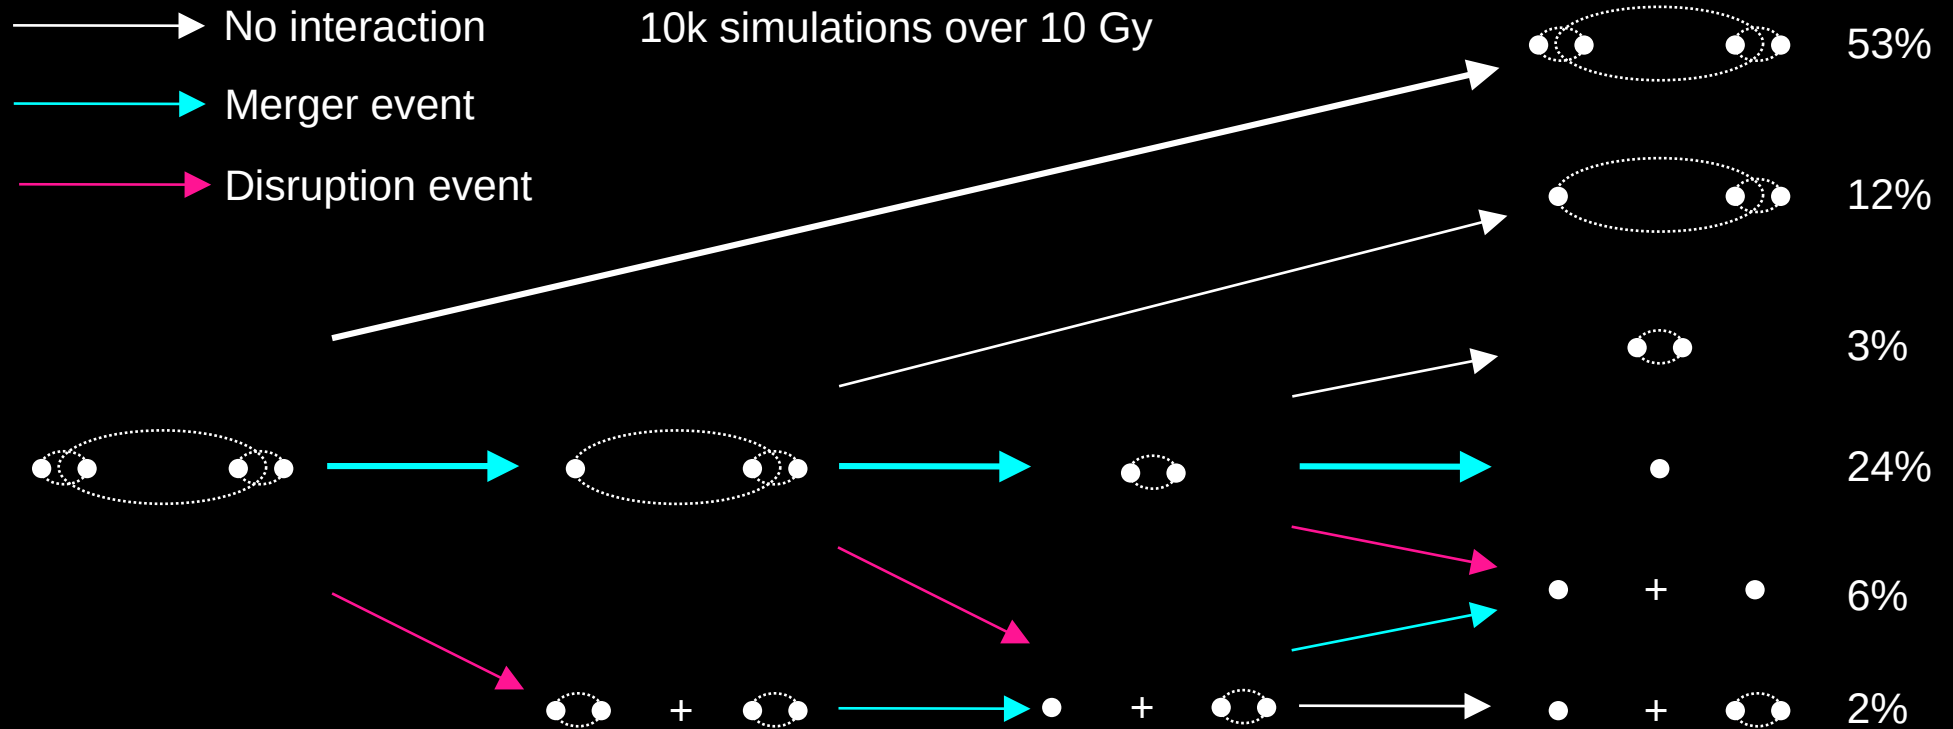 No interaction
10k simulations over 10 Gy
Merger event
Disruption event
53%
12%
3%
24%
+
6%
+
+
+
2%